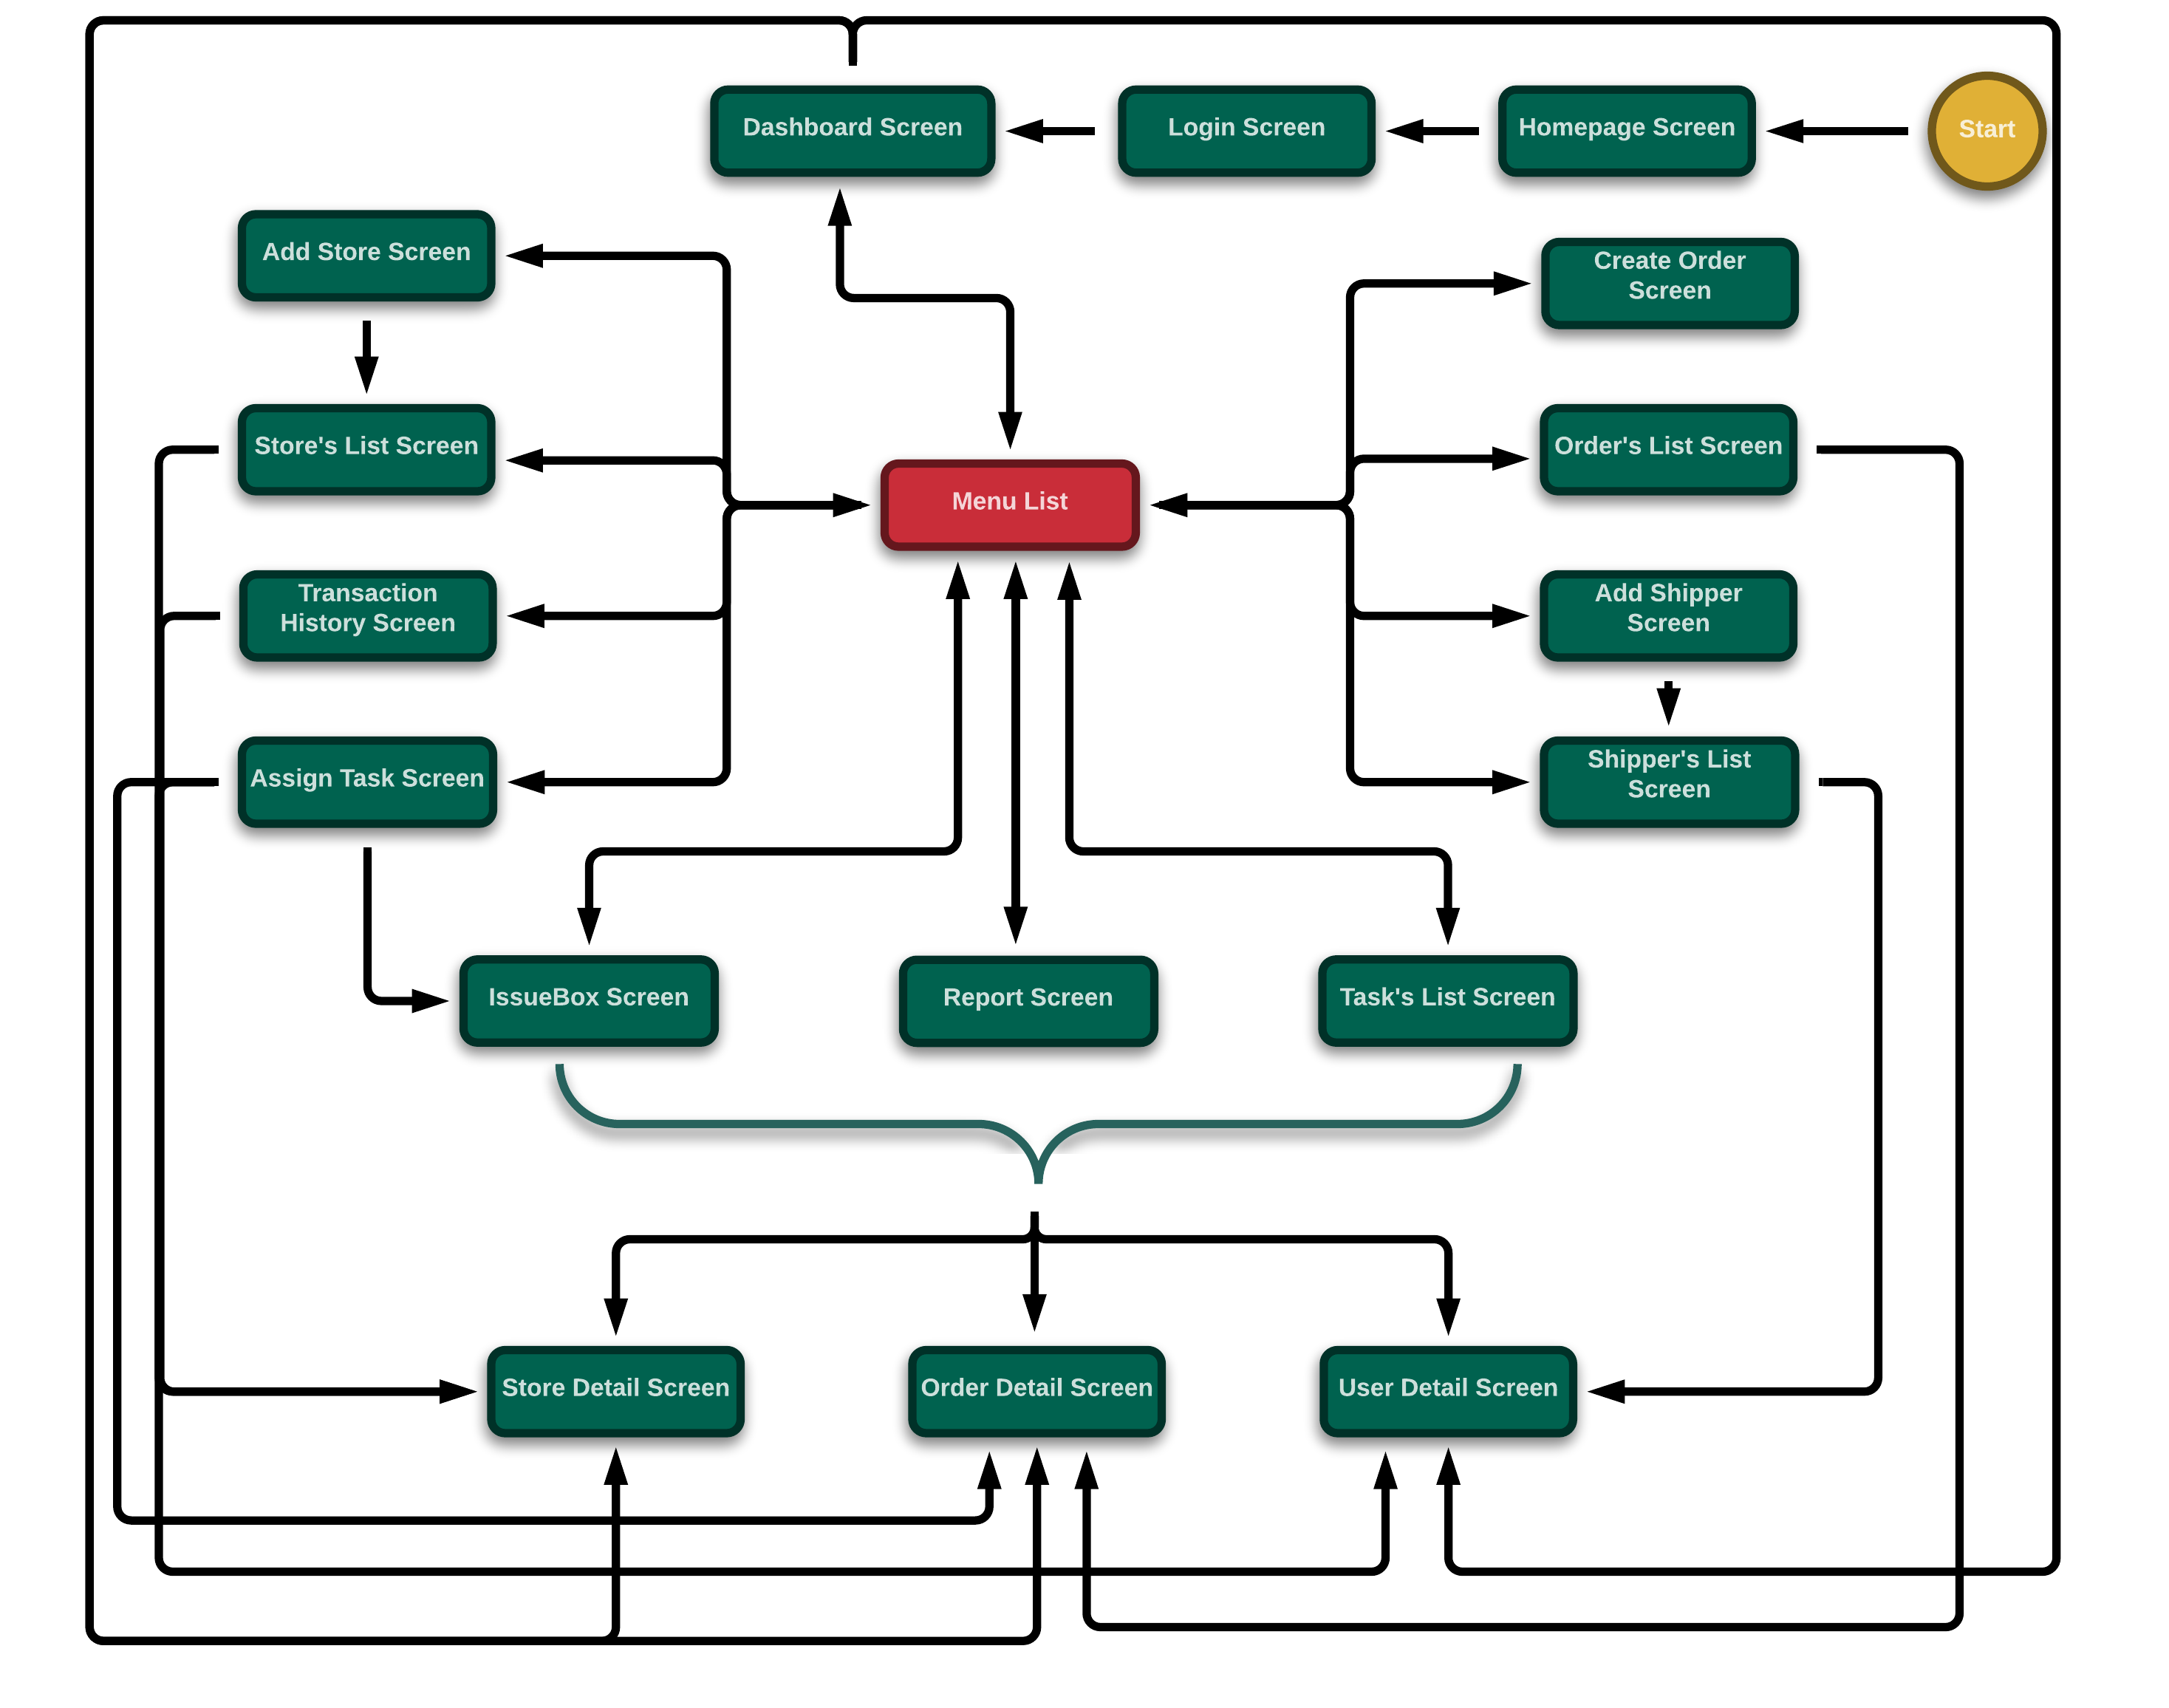 Dashboard Screen
Login Screen
Homepage Screen
Start
Add Store Screen
Create Order
Screen
Store's List Screen
Menu List
Order's List Screen
Transaction
History Screen
Add Shipper
Screen
Assign Task Screen
Shipper's List
Screen
IssueBox Screen
Report Screen
Task's List Screen
Store Detail Screen
Order Detail Screen
User Detail Screen